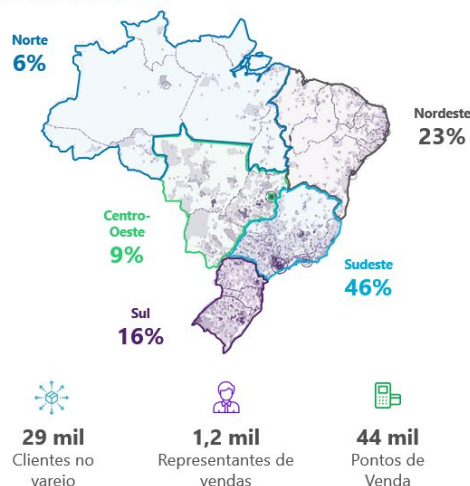 Norte
6%
Nordeste
23%
Centro-
Oeste
9%
Sudeste
46%
Sul
16%
29 mil
Clientes no
varejo
1,2 mil
Representantes de
vendas
44 mil
Pontos de
Venda